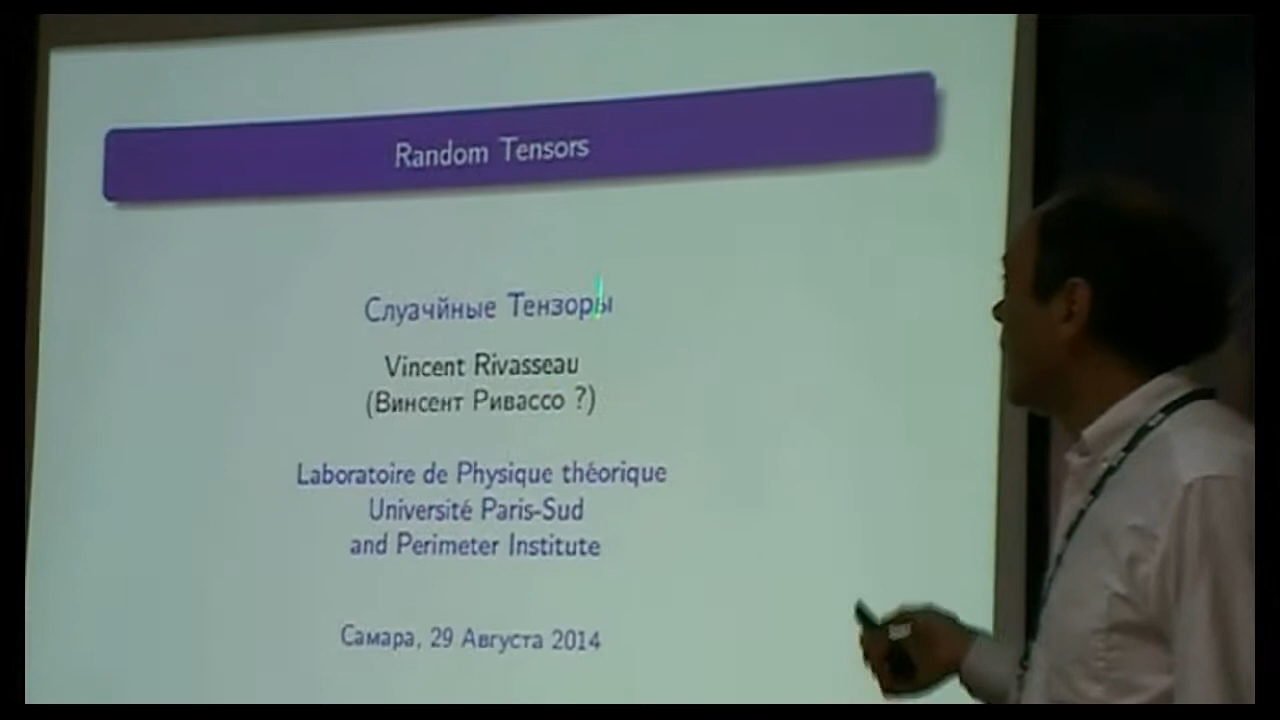 Random Tensors
Слуачйные Тензоры
Vincent Rivasseau
(Винсент Ривассо ?)
Laboratoire de Physique théorique
Université Paris-Sud
and Perimeter Institute
Самара, 29 Августа 2014